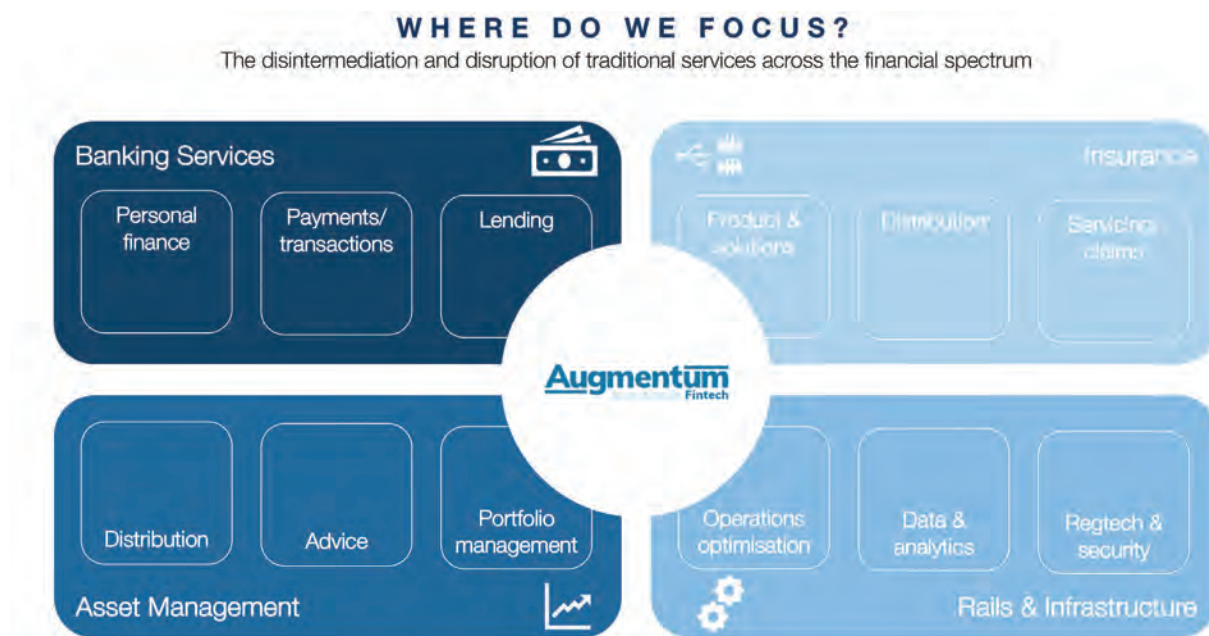 WHERE DO WE FOCUS?
The disintermediation and disruption of traditional services across the financial spectrum
Banking Services
Personal
finance
Payments/
transactions
Lending
Insurance
Product &
solutions
Distribution
Servicing/
claims
Augmentum
Fintech
Distribution
Advice
Portfolio
management
Asset Management
Operations
optimisation
Data &
analytics
Regtech &
security
Rails & Infrastructure